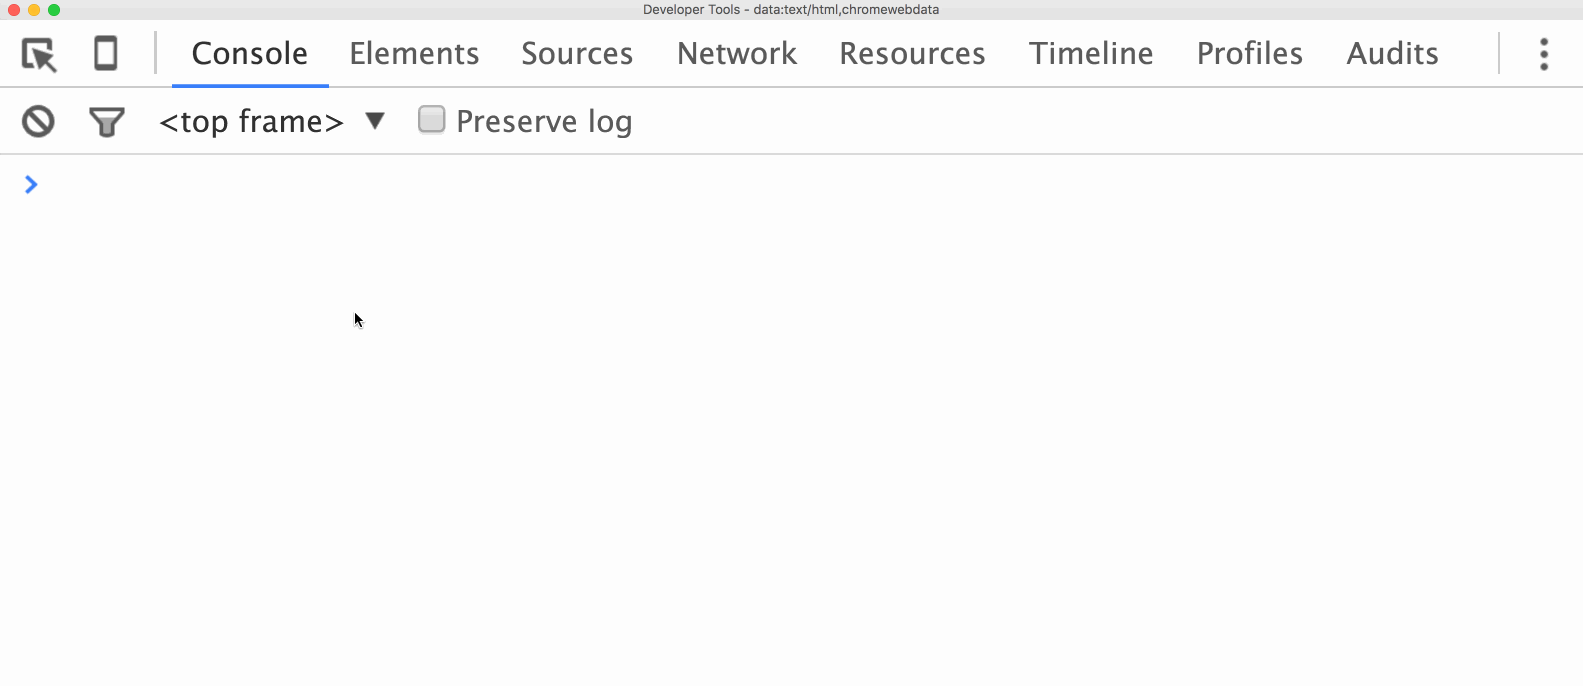 Developer Tools - data:text/html,chromewebdata
Console Elements Sources Network Resources Timeline Profiles Audits
<top frame> ▼ Preserve log